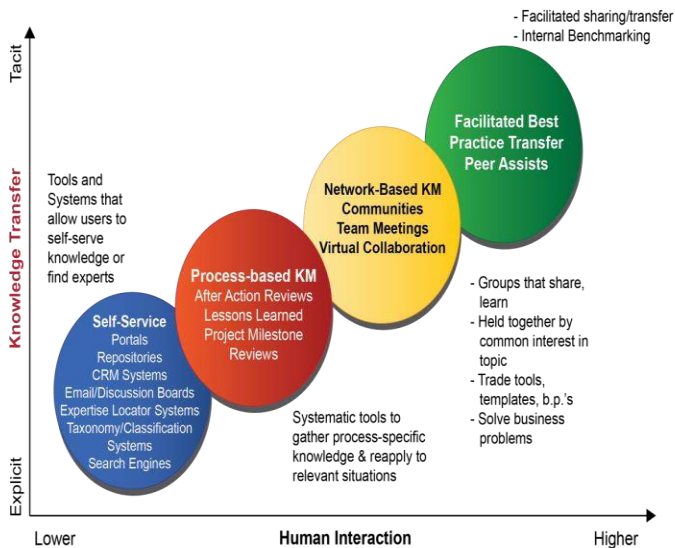 - Facilitated sharing/transfer
- Internal Benchmarking
Tacit
Knowledge Transfer
Explicit
Facilitated Best
Practice Transfer
Peer Assists
Network-Based KM
Communities
Team Meetings
Virtual Collaboration
Tools and
Systems that
allow users to
self-serve
knowledge or
find experts
Process-based KM
After Action Reviews
Lessons Learned
Project Milestone
Reviews
Self-Service
Portals
Repositories
CRM Systems
Email/Discussion Boards
Expertise Locator Systems
Taxonomy/Classification
Systems
Search Engines
- Groups that share,
learn
- Held together by
common interest in
topic
- Trade tools,
templates, b.p.'s
- Solve business
problems
Systematic tools to
gather process-specific
knowledge & reapply to
relevant situations
Lower
Human Interaction
Higher